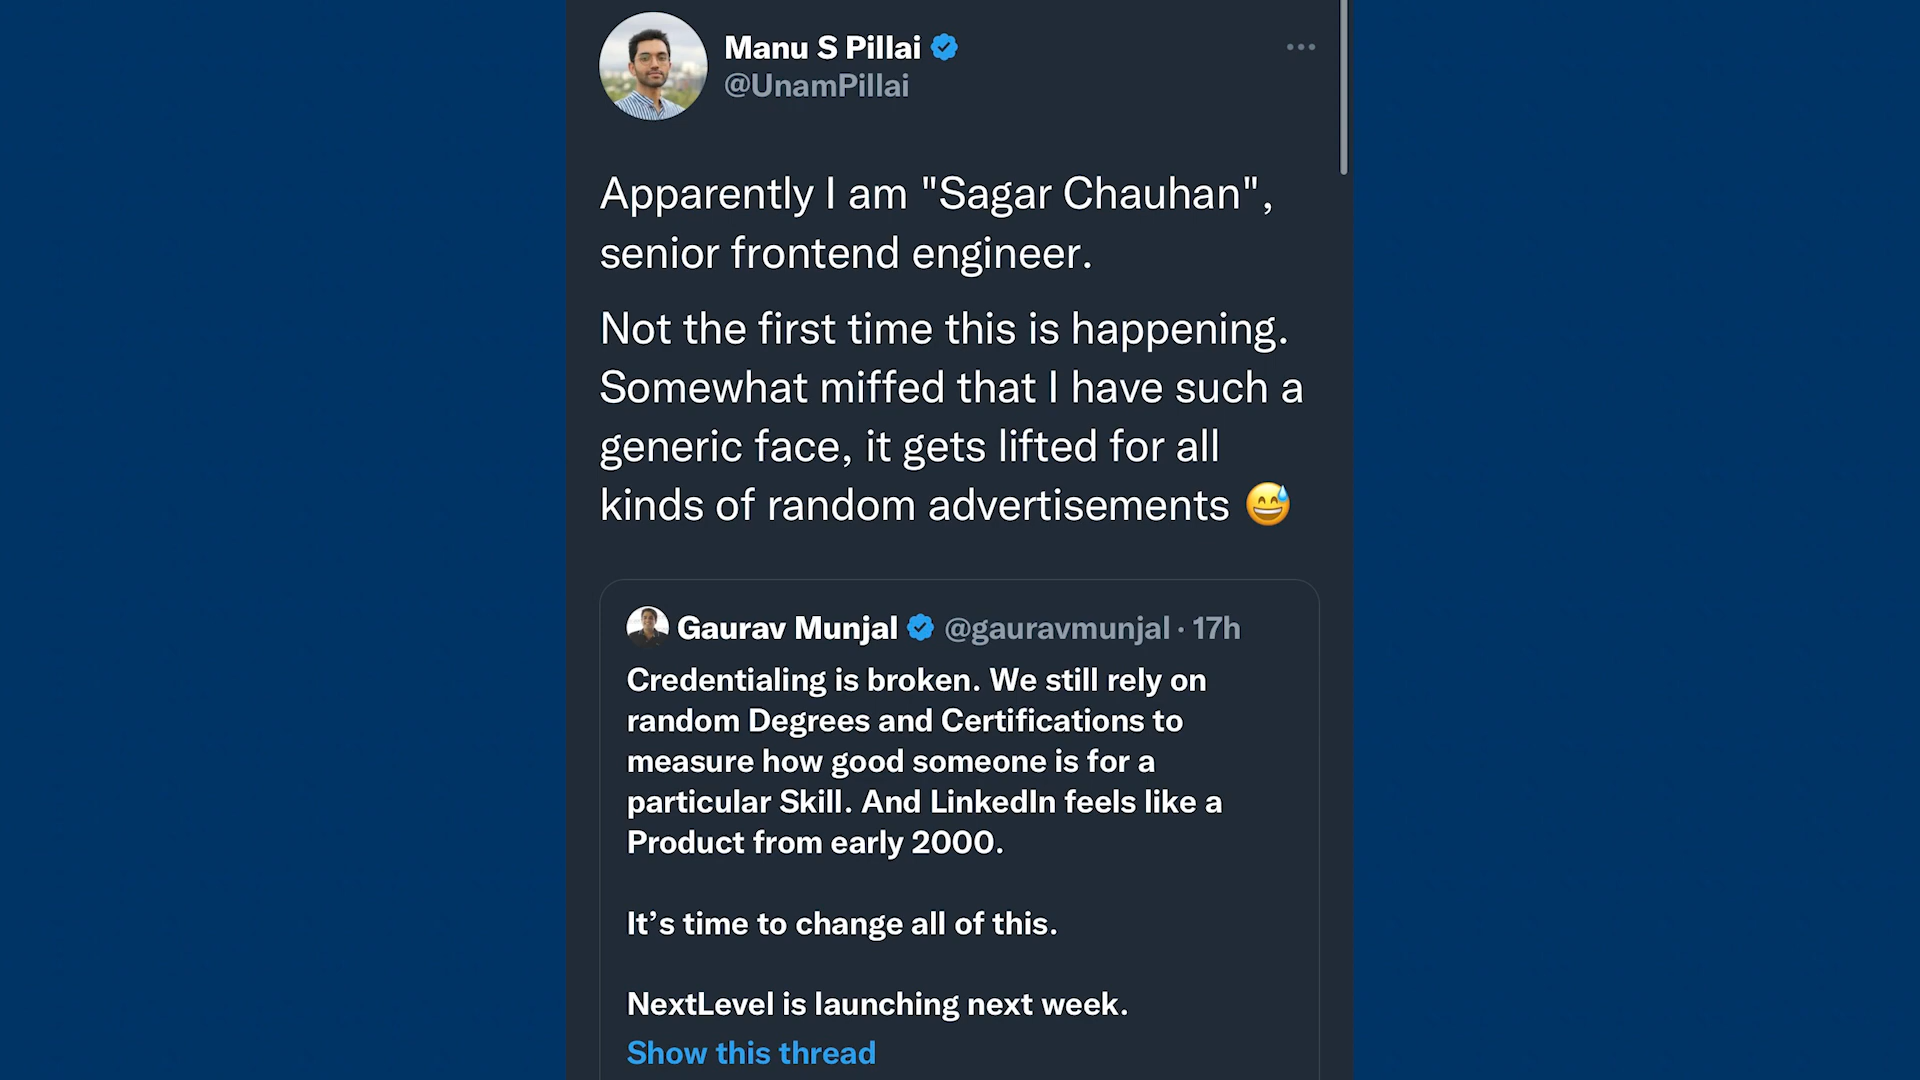 Manu S Pillai
@UnamPillai
Apparently I am "Sagar Chauhan",
senior frontend engineer.
Not the first time this is happening.
Somewhat miffed that I have such a
generic face, it gets lifted for all
kinds of random advertisements 😅
Gaurav Munjal @gauravmunjal · 17h
Credentialing is broken. We still rely on
random Degrees and Certifications to
measure how good someone is for a
particular Skill. And LinkedIn feels like a
Product from early 2000.
It’s time to change all of this.
NextLevel is launching next week.
Show this thread